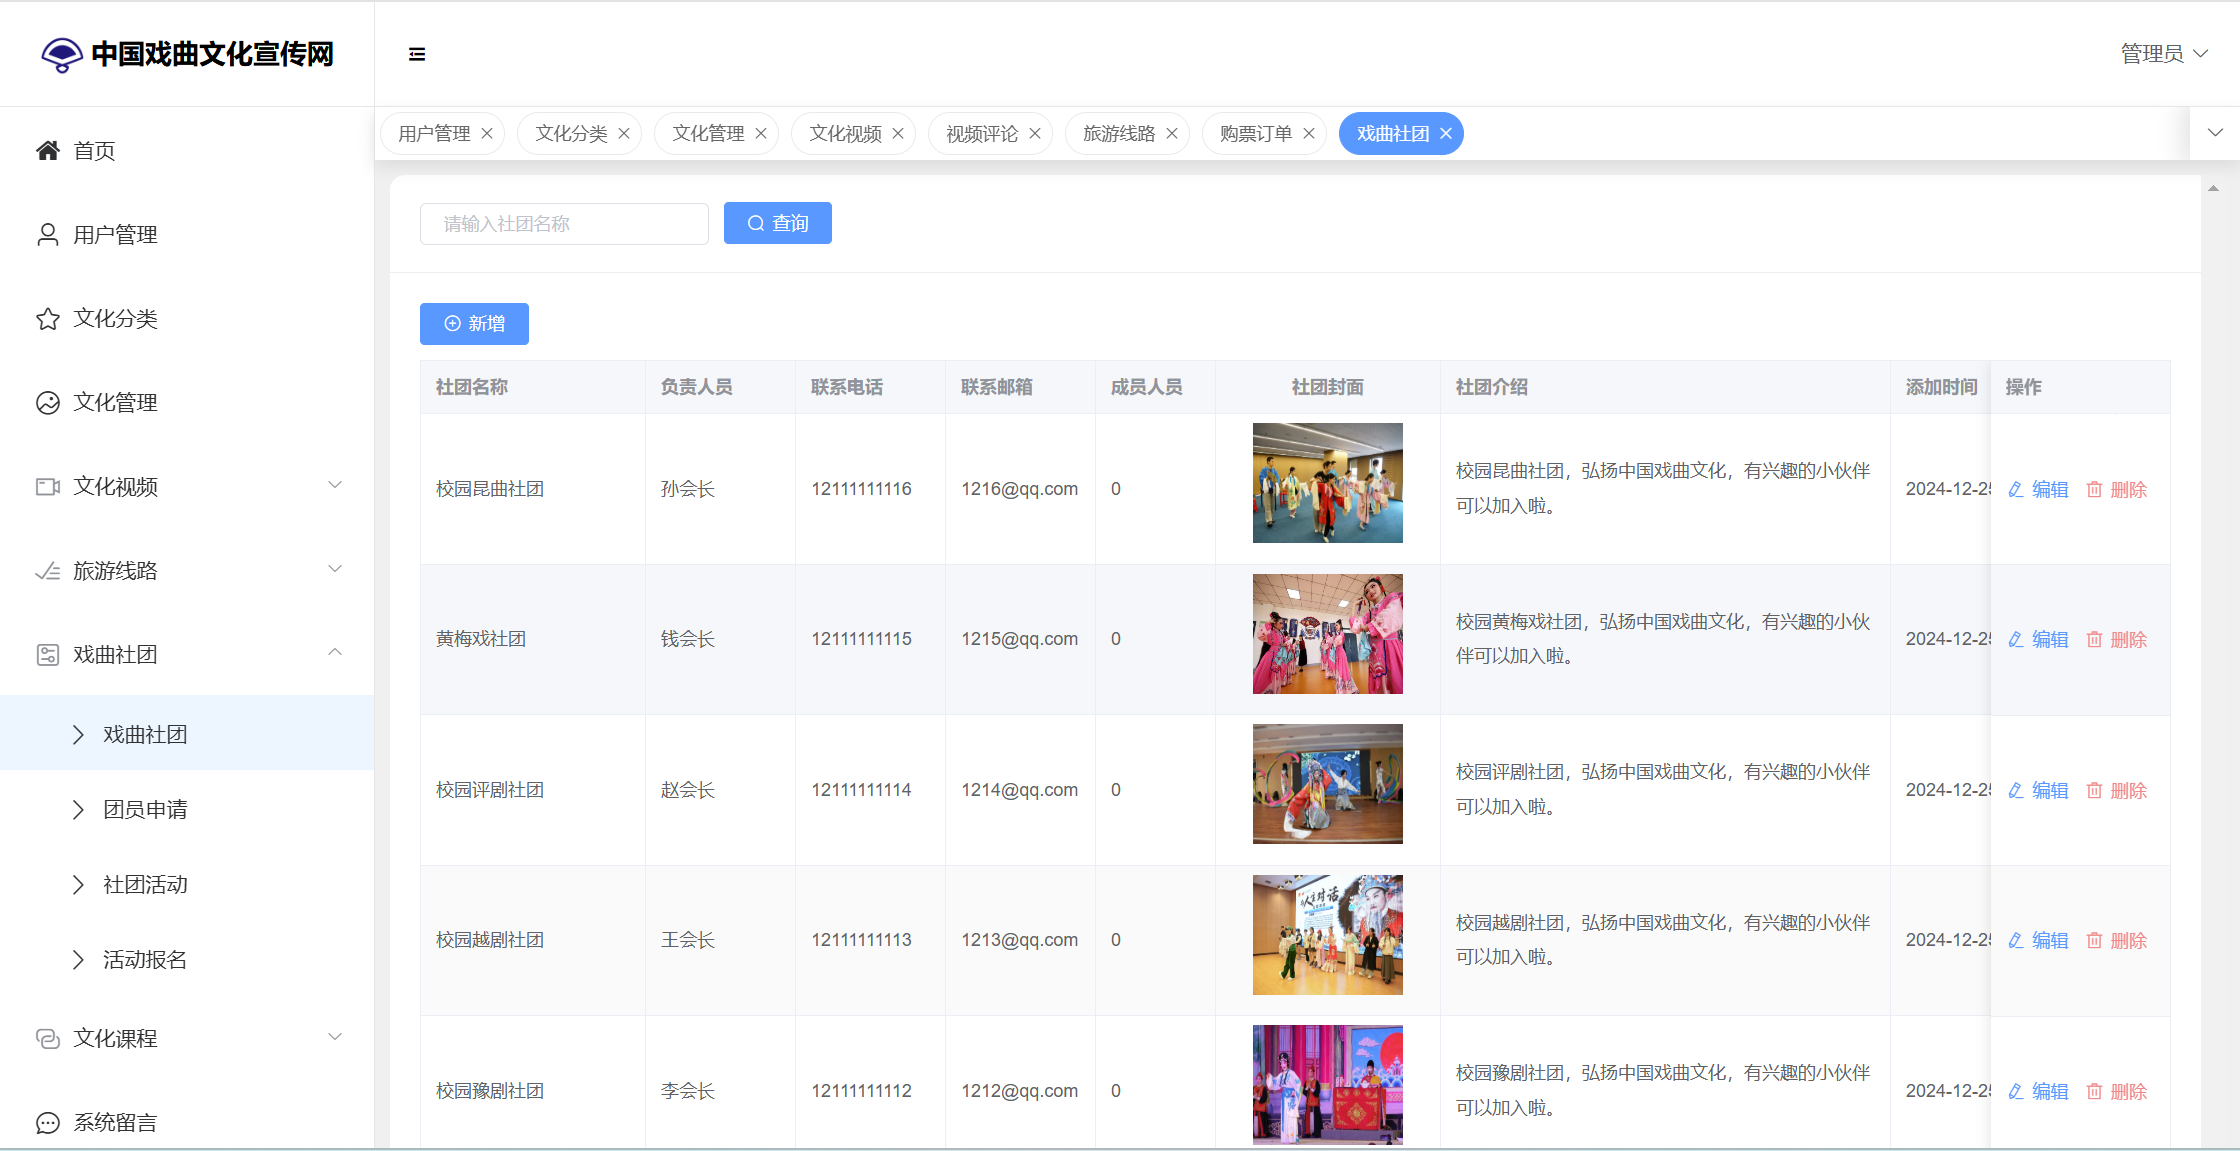 中国戏曲文化宣传网
管理员
首页
用户管理
文化分类
文化管理
文化视频
旅游线路
戏曲社团
戏曲社团
团员申请
社团活动
活动报名
文化课程
系统留言
用户管理 文化分类 文化管理 文化视频 视频评论 旅游线路 购票订单 戏曲社团
请输入社团名称 查询
新增
社团名称 负责人员 联系电话 联系邮箱 成员人员 社团封面 社团介绍 添加时间 操作
校园昆曲社团 孙会长 12111111116 1216@qq.com 0 校园昆曲社团，弘扬中国戏曲文化，有兴趣的小伙伴
可以加入啦。 2024-12-25 编辑 删除
黄梅戏社团 钱会长 12111111115 1215@qq.com 0 校园黄梅戏社团，弘扬中国戏曲文化，有兴趣的小伙
伴可以加入啦。 2024-12-25 编辑 删除
校园评剧社团 赵会长 12111111114 1214@qq.com 0 校园评剧社团，弘扬中国戏曲文化，有兴趣的小伙伴
可以加入啦。 2024-12-25 编辑 删除
校园越剧社团 王会长 12111111113 1213@qq.com 0 校园越剧社团，弘扬中国戏曲文化，有兴趣的小伙伴
可以加入啦。 2024-12-25 编辑 删除
校园豫剧社团 李会长 12111111112 1212@qq.com 0 校园豫剧社团，弘扬中国戏曲文化，有兴趣的小伙伴
可以加入啦。 2024-12-25 编辑 删除